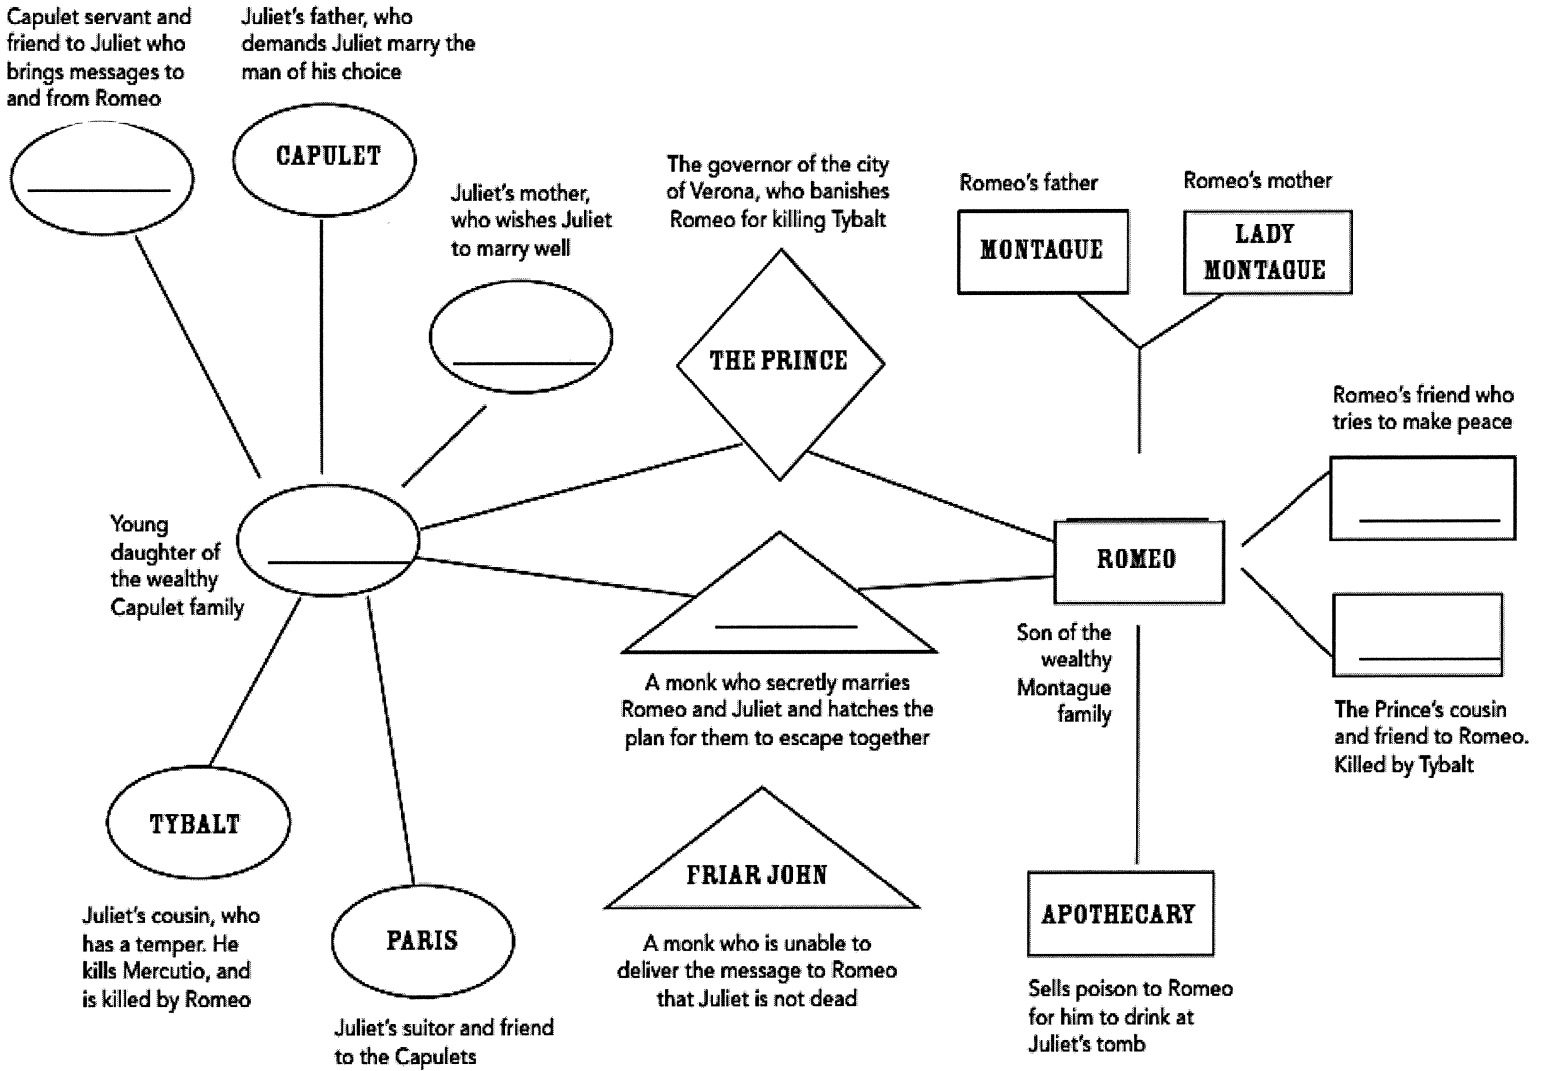 Capulet servant and
friend to Juliet who
brings messages to
and from Romeo
Juliet's father, who
demands Juliet marry the
man of his choice
CAPULET
Juliet's mother,
who wishes Juliet
to marry well
The governor of the city
of Verona, who banishes
Romeo for killing Tybalt
THE PRINCE
Romeo's father
MONTAGUE
Romeo's mother
LADY
MONTAGUE
Romeo's friend who
tries to make peace
Young
daughter of
the wealthy
Capulet family
ROMEO
Son of the
wealthy
Montague
family
A monk who secretly marries
Romeo and Juliet and hatches the
plan for them to escape together
The Prince's cousin
and friend to Romeo.
Killed by Tybalt
TYBALT
Juliet's cousin, who
has a temper. He
kills Mercutio, and
is killed by Romeo
PARIS
Juliet's suitor and friend
to the Capulets
FRIAR JOHN
A monk who is unable to
deliver the message to Romeo
that Juliet is not dead
APOTHECARY
Sells poison to Romeo
for him to drink at
Juliet's tomb